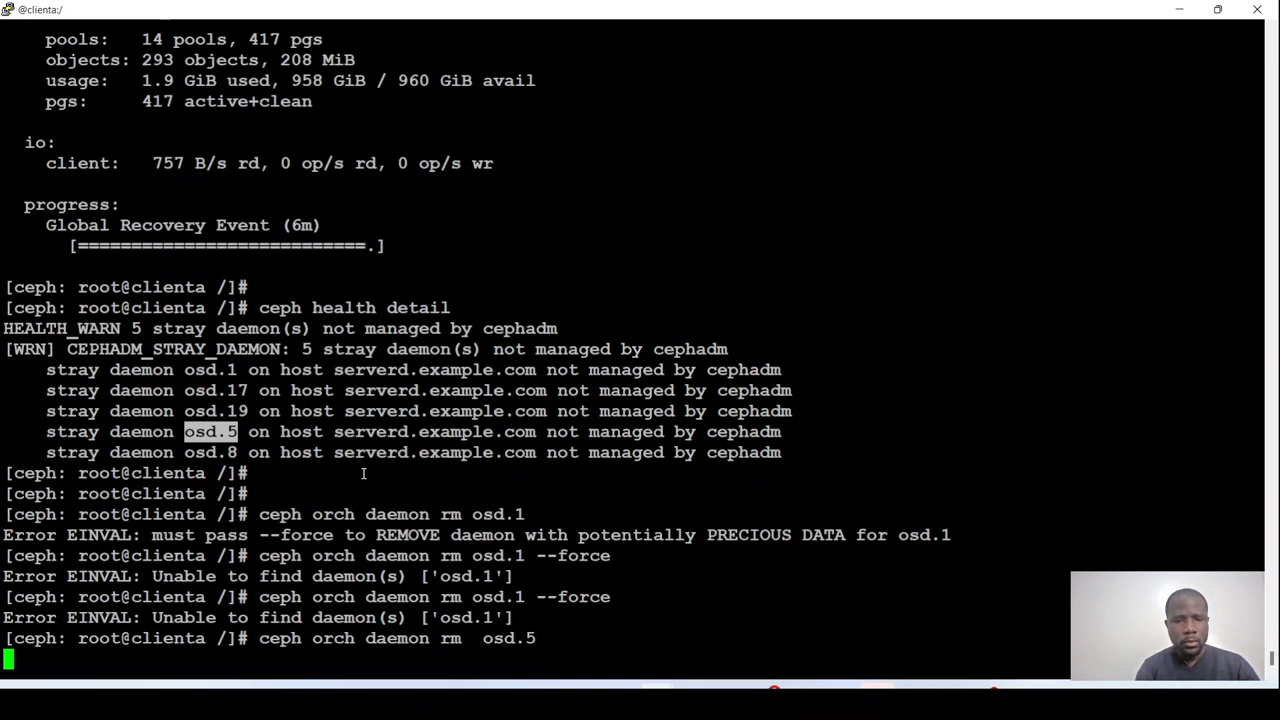 @clienta:/
pools: 14 pools, 417 pgs
objects: 293 objects, 208 MiB
usage: 1.9 GiB used, 958 GiB / 960 GiB avail
pgs: 417 active+clean
io:
client: 757 B/s rd, 0 op/s rd, 0 op/s wr
progress:
Global Recovery Event (6m)
[===========================.]
[ceph: root@clienta /]#
[ceph: root@clienta /]# ceph health detail
HEALTH_WARN 5 stray daemon(s) not managed by cephadm
[WRN] CEPHADM_STRAY_DAEMON: 5 stray daemon(s) not managed by cephadm
stray daemon osd.1 on host serverd.example.com not managed by cephadm
stray daemon osd.17 on host serverd.example.com not managed by cephadm
stray daemon osd.19 on host serverd.example.com not managed by cephadm
stray daemon osd.5 on host serverd.example.com not managed by cephadm
stray daemon osd.8 on host serverd.example.com not managed by cephadm
[ceph: root@clienta /]#
[ceph: root@clienta /]#
[ceph: root@clienta /]# ceph orch daemon rm osd.1
Error EINVAL: must pass --force to REMOVE daemon with potentially PRECIOUS DATA for osd.1
[ceph: root@clienta /]# ceph orch daemon rm osd.1 --force
Error EINVAL: Unable to find daemon(s) ['osd.1']
[ceph: root@clienta /]# ceph orch daemon rm osd.1 --force
Error EINVAL: Unable to find daemon(s) ['osd.1']
[ceph: root@clienta /]# ceph orch daemon rm  osd.5